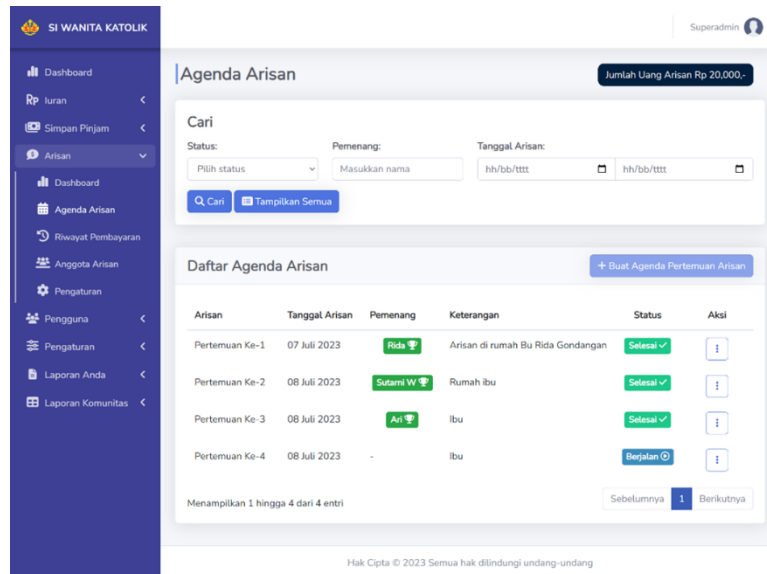 SI WANITA KATOLIK
Superadmin
Dashboard
Rp Iuran
Simpan Pinjam
Arisan
Dashboard
Agenda Arisan
Riwayat Pembayaran
Anggota Arisan
Pengaturan
Pengguna
Pengaturan
Laporan Anda
Laporan Komunitas
Agenda Arisan
Jumlah Uang Arisan Rp 20,000,-
Cari
Status: Pemenang: Tanggal Arisan:
Pilih status Masukkan nama hh/bb/tttt hh/bb/tttt
Cari Tampilkan Semua
Daftar Agenda Arisan
+ Buat Agenda Pertemuan Arisan
Arisan Tanggal Arisan Pemenang Keterangan Status Aksi
Pertemuan Ke-1 07 Juli 2023 Rida Arisan di rumah Bu Rida Gondangan Selesai
Pertemuan Ke-2 08 Juli 2023 Sutarni W Rumah ibu Selesai
Pertemuan Ke-3 08 Juli 2023 Ari Ibu Selesai
Pertemuan Ke-4 08 Juli 2023 - Ibu Berjalan
Menampilkan 1 hingga 4 dari 4 entri
Sebelumnya 1 Berikutnya
Hak Cipta © 2023 Semua hak dilindungi undang-undang